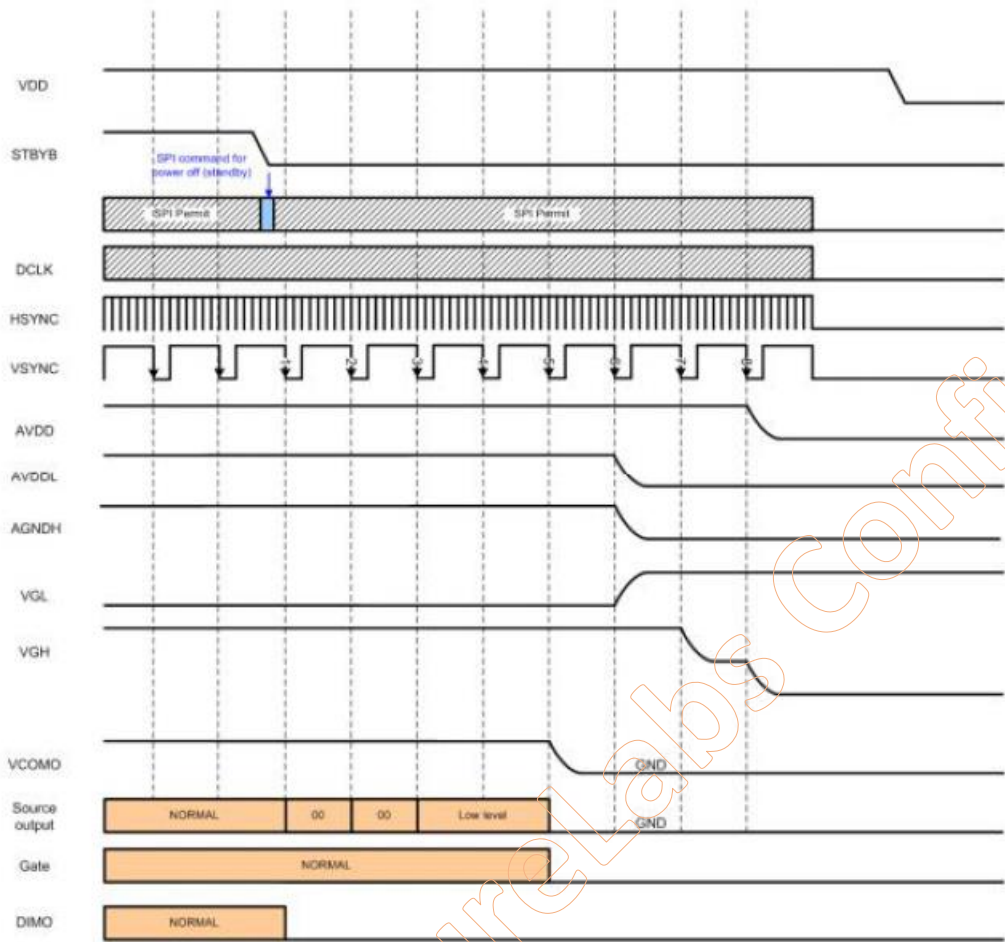 VDD
STBYB
SPI command for
power off (standby)
SPI Permit
SPI Permit
DCLK
HSYNC
VSYNC
1
2
3
4
5
6
7
8
AVDD
AVDDL
AGNDH
VGL
VGH
VCOMO
GND
Source
output
NORMAL
00
00
Low level
GND
Gate
NORMAL
DIMO
NORMAL
ureLabs Confi